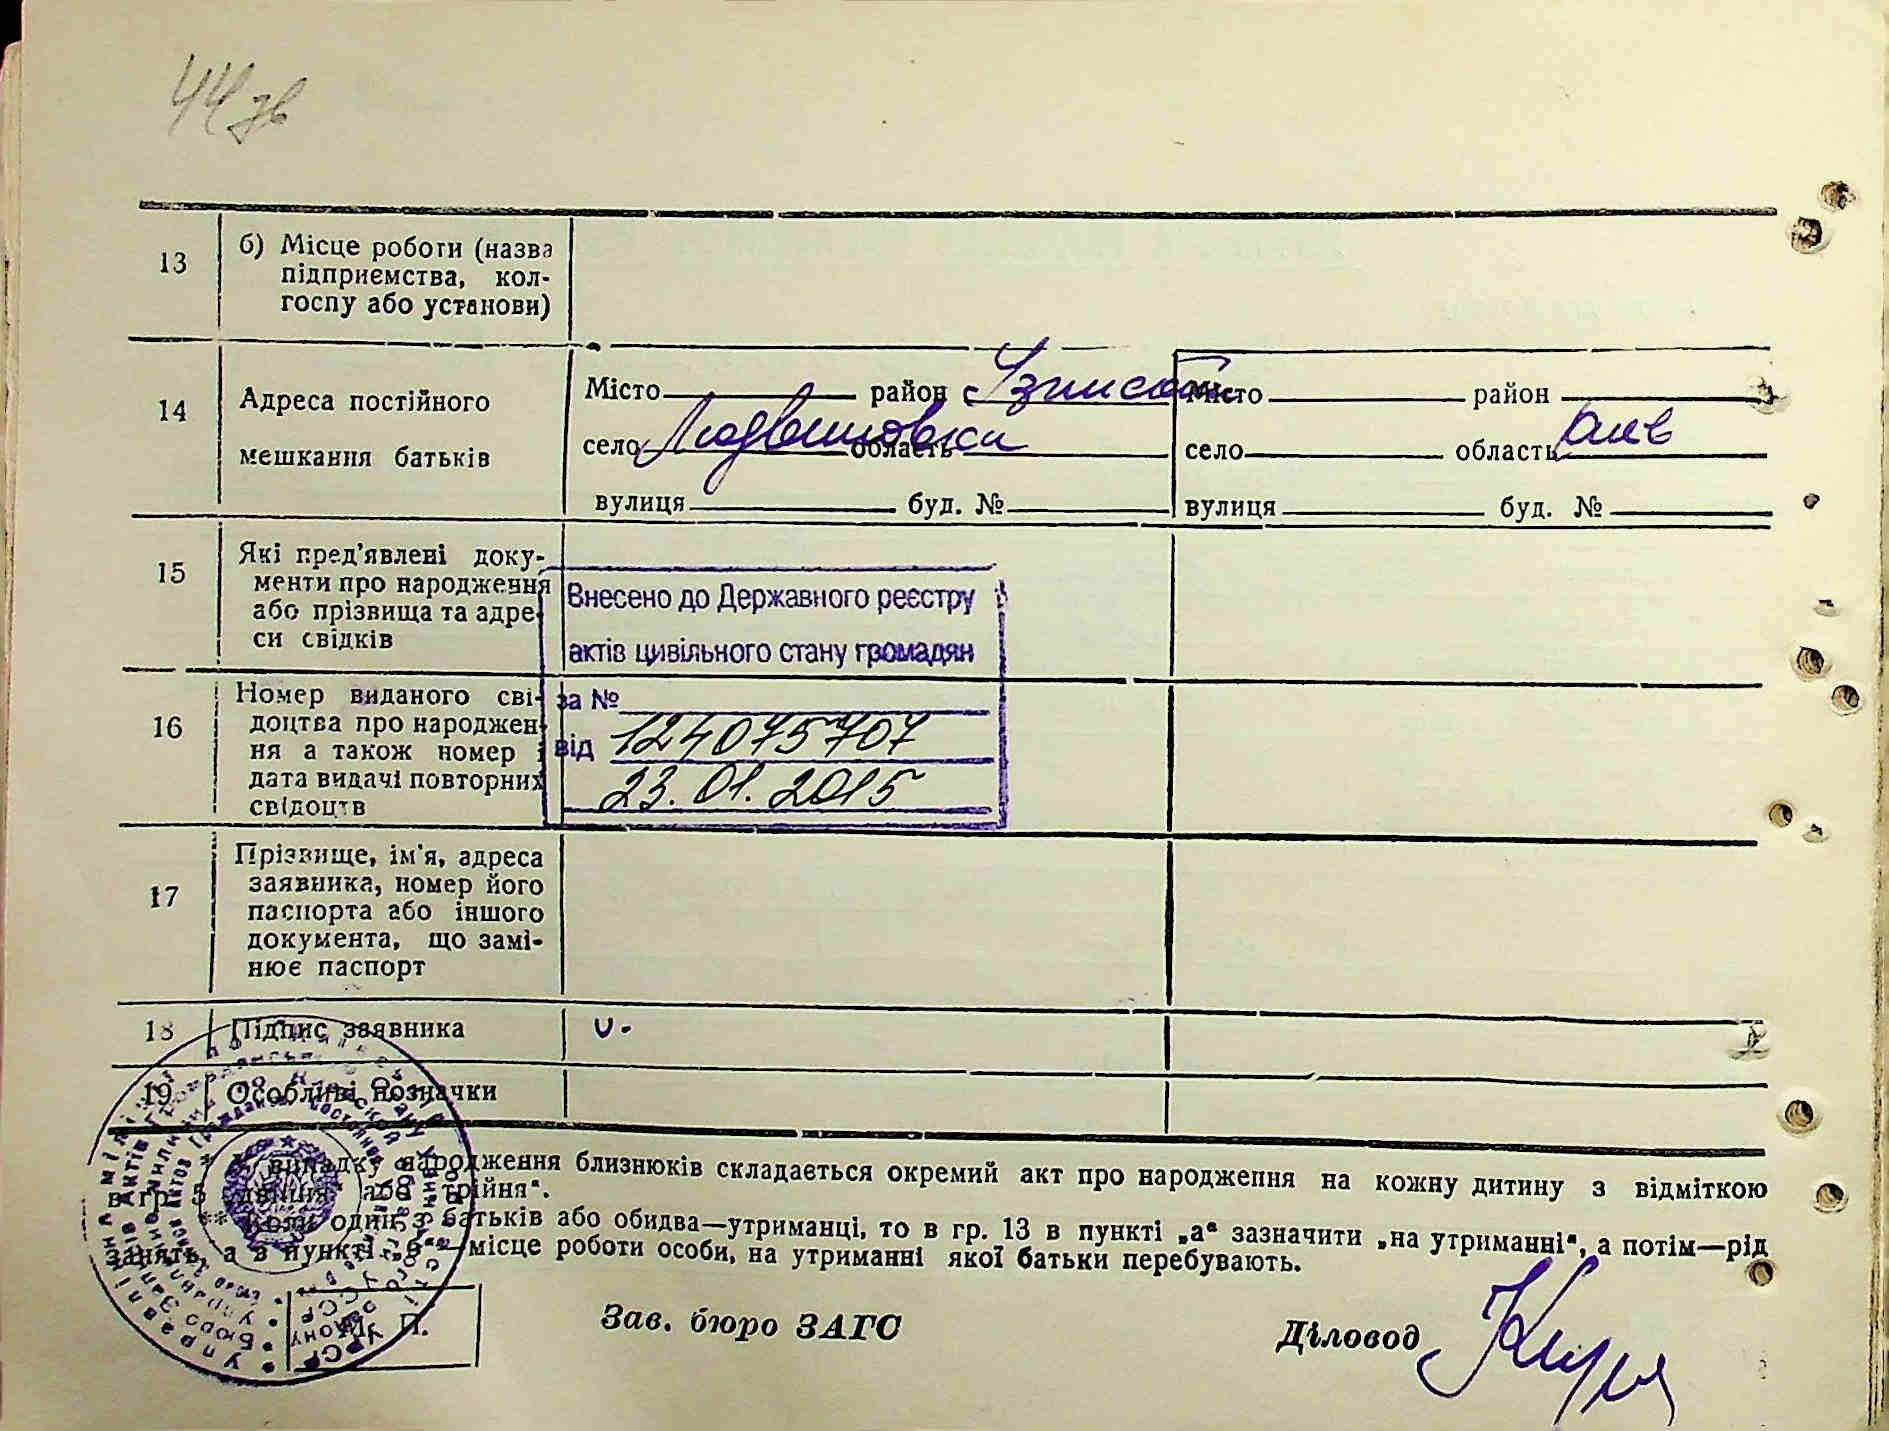 44 зв
13
б) Місце роботи (назва
підприємства, кол-
госпу або установи)
14
Адреса постійного
мешкання батьків
Місто район
село Людвиновка область
вулиця буд. №
Місто район
село область Київ
вулиця буд. №
15
Які пред'явлені доку-
менти про народження
або прізвища та адре-
си свідків
Внесено до Державного реєстру
актів цивільного стану громадян
за №
від 124075707
23.01.2015
16
Номер виданого сві-
доцтва про народжен-
ня а також номер і
дата видачі повторних
свідоцтв
17
Прізвище, ім'я, адреса
заявника, номер його
паспорта або іншого
документа, що замі-
нює паспорт
18
Підпис заявника
19
Особливі позначки
* У випадку народження близнюків складається окремий акт про народження на кожну дитину з відміткою
в гр. 5 „двійня“ або „трійня“.
** Коли один з батьків або обидва—утриманці, то в гр. 13 в пункті „а“ зазначити „на утриманні“, а потім—рід
занять, а в пункті „б“—місце роботи особи, на утриманні якої батьки перебувають.
М. П.
Зав. бюро ЗАГС
Діловод